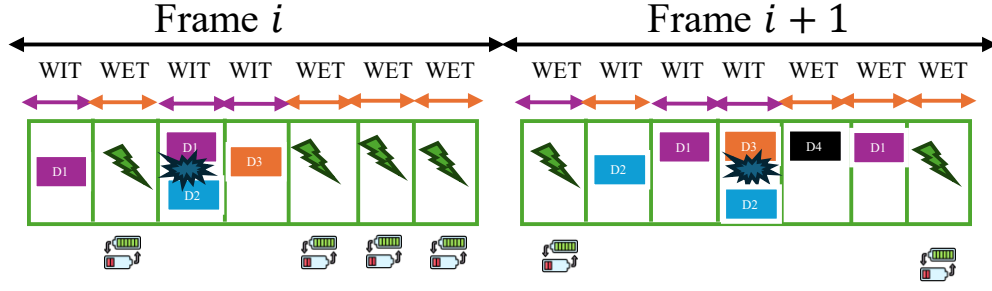 Frame i Frame i + 1
WIT WET WIT WIT WET WET WET WET WIT WIT WIT WET WET WET
D1 D3 D1 D3 D4 D1
D1 D2
D2 D2